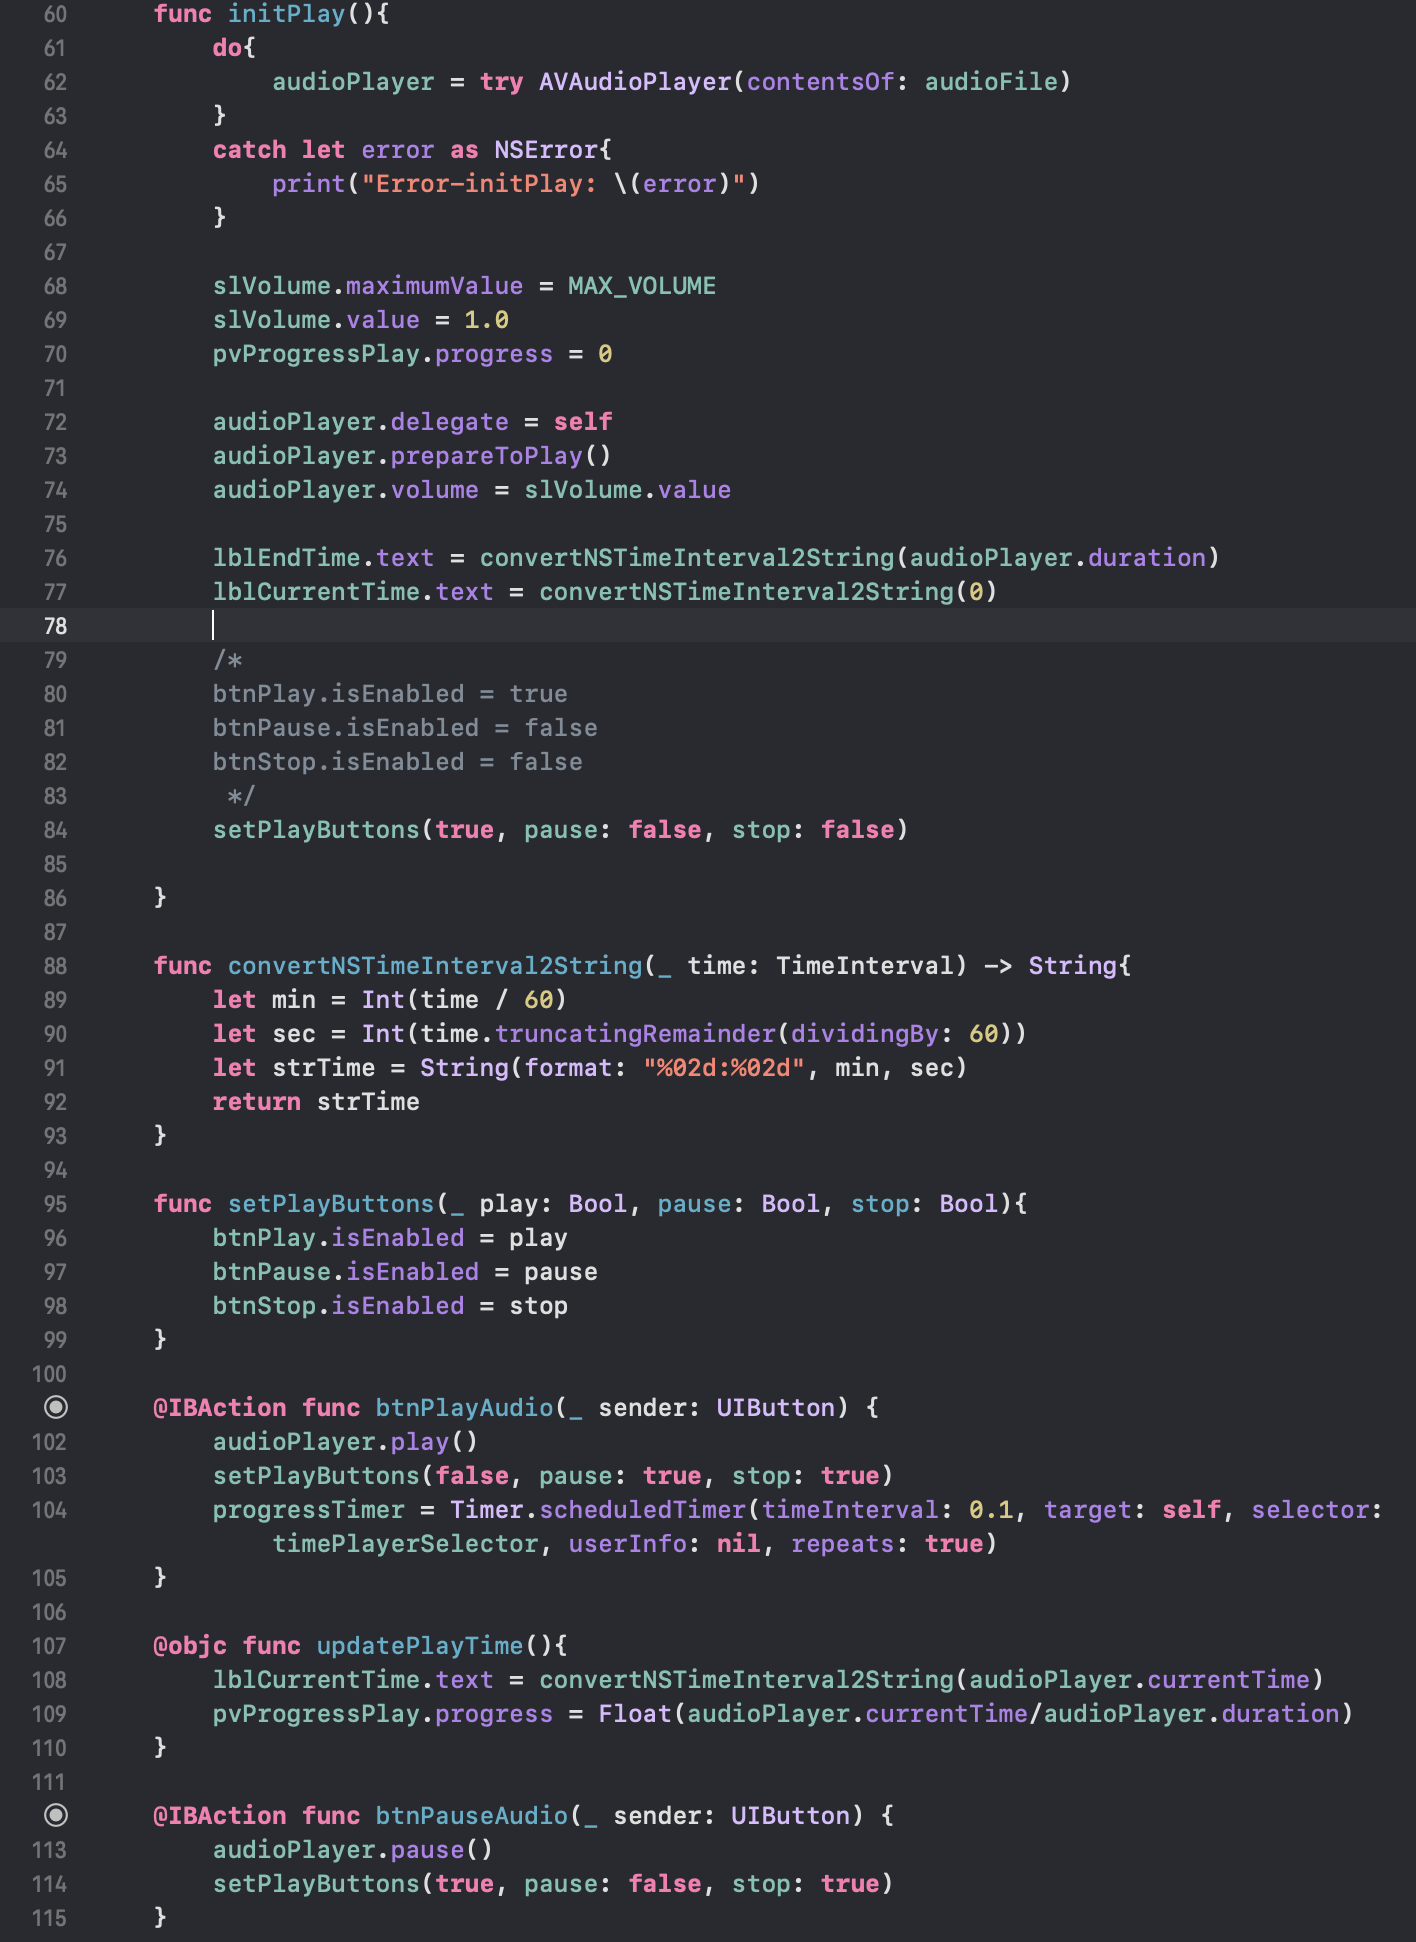 60 func initPlay(){
61 do{
62 audioPlayer = try AVAudioPlayer(contentsOf: audioFile)
63 }
64 catch let error as NSError{
65 print("Error-initPlay: \(error)")
66 }
67
68 slVolume.maximumValue = MAX_VOLUME
69 slVolume.value = 1.0
70 pvProgressPlay.progress = 0
71
72 audioPlayer.delegate = self
73 audioPlayer.prepareToPlay()
74 audioPlayer.volume = slVolume.value
75
76 lblEndTime.text = convertNSTimeInterval2String(audioPlayer.duration)
77 lblCurrentTime.text = convertNSTimeInterval2String(0)
78
79 /*
80 btnPlay.isEnabled = true
81 btnPause.isEnabled = false
82 btnStop.isEnabled = false
83 */
84 setPlayButtons(true, pause: false, stop: false)
85
86 }
87
88 func convertNSTimeInterval2String(_ time: TimeInterval) -> String{
89 let min = Int(time / 60)
90 let sec = Int(time.truncatingRemainder(dividingBy: 60))
91 let strTime = String(format: "%02d:%02d", min, sec)
92 return strTime
93 }
94
95 func setPlayButtons(_ play: Bool, pause: Bool, stop: Bool){
96 btnPlay.isEnabled = play
97 btnPause.isEnabled = pause
98 btnStop.isEnabled = stop
99 }
100
@IBAction func btnPlayAudio(_ sender: UIButton) {
102 audioPlayer.play()
103 setPlayButtons(false, pause: true, stop: true)
104 progressTimer = Timer.scheduledTimer(timeInterval: 0.1, target: self, selector:
timePlayerSelector, userInfo: nil, repeats: true)
105 }
106
107 @objc func updatePlayTime(){
108 lblCurrentTime.text = convertNSTimeInterval2String(audioPlayer.currentTime)
109 pvProgressPlay.progress = Float(audioPlayer.currentTime/audioPlayer.duration)
110 }
111
@IBAction func btnPauseAudio(_ sender: UIButton) {
113 audioPlayer.pause()
114 setPlayButtons(true, pause: false, stop: true)
115 }